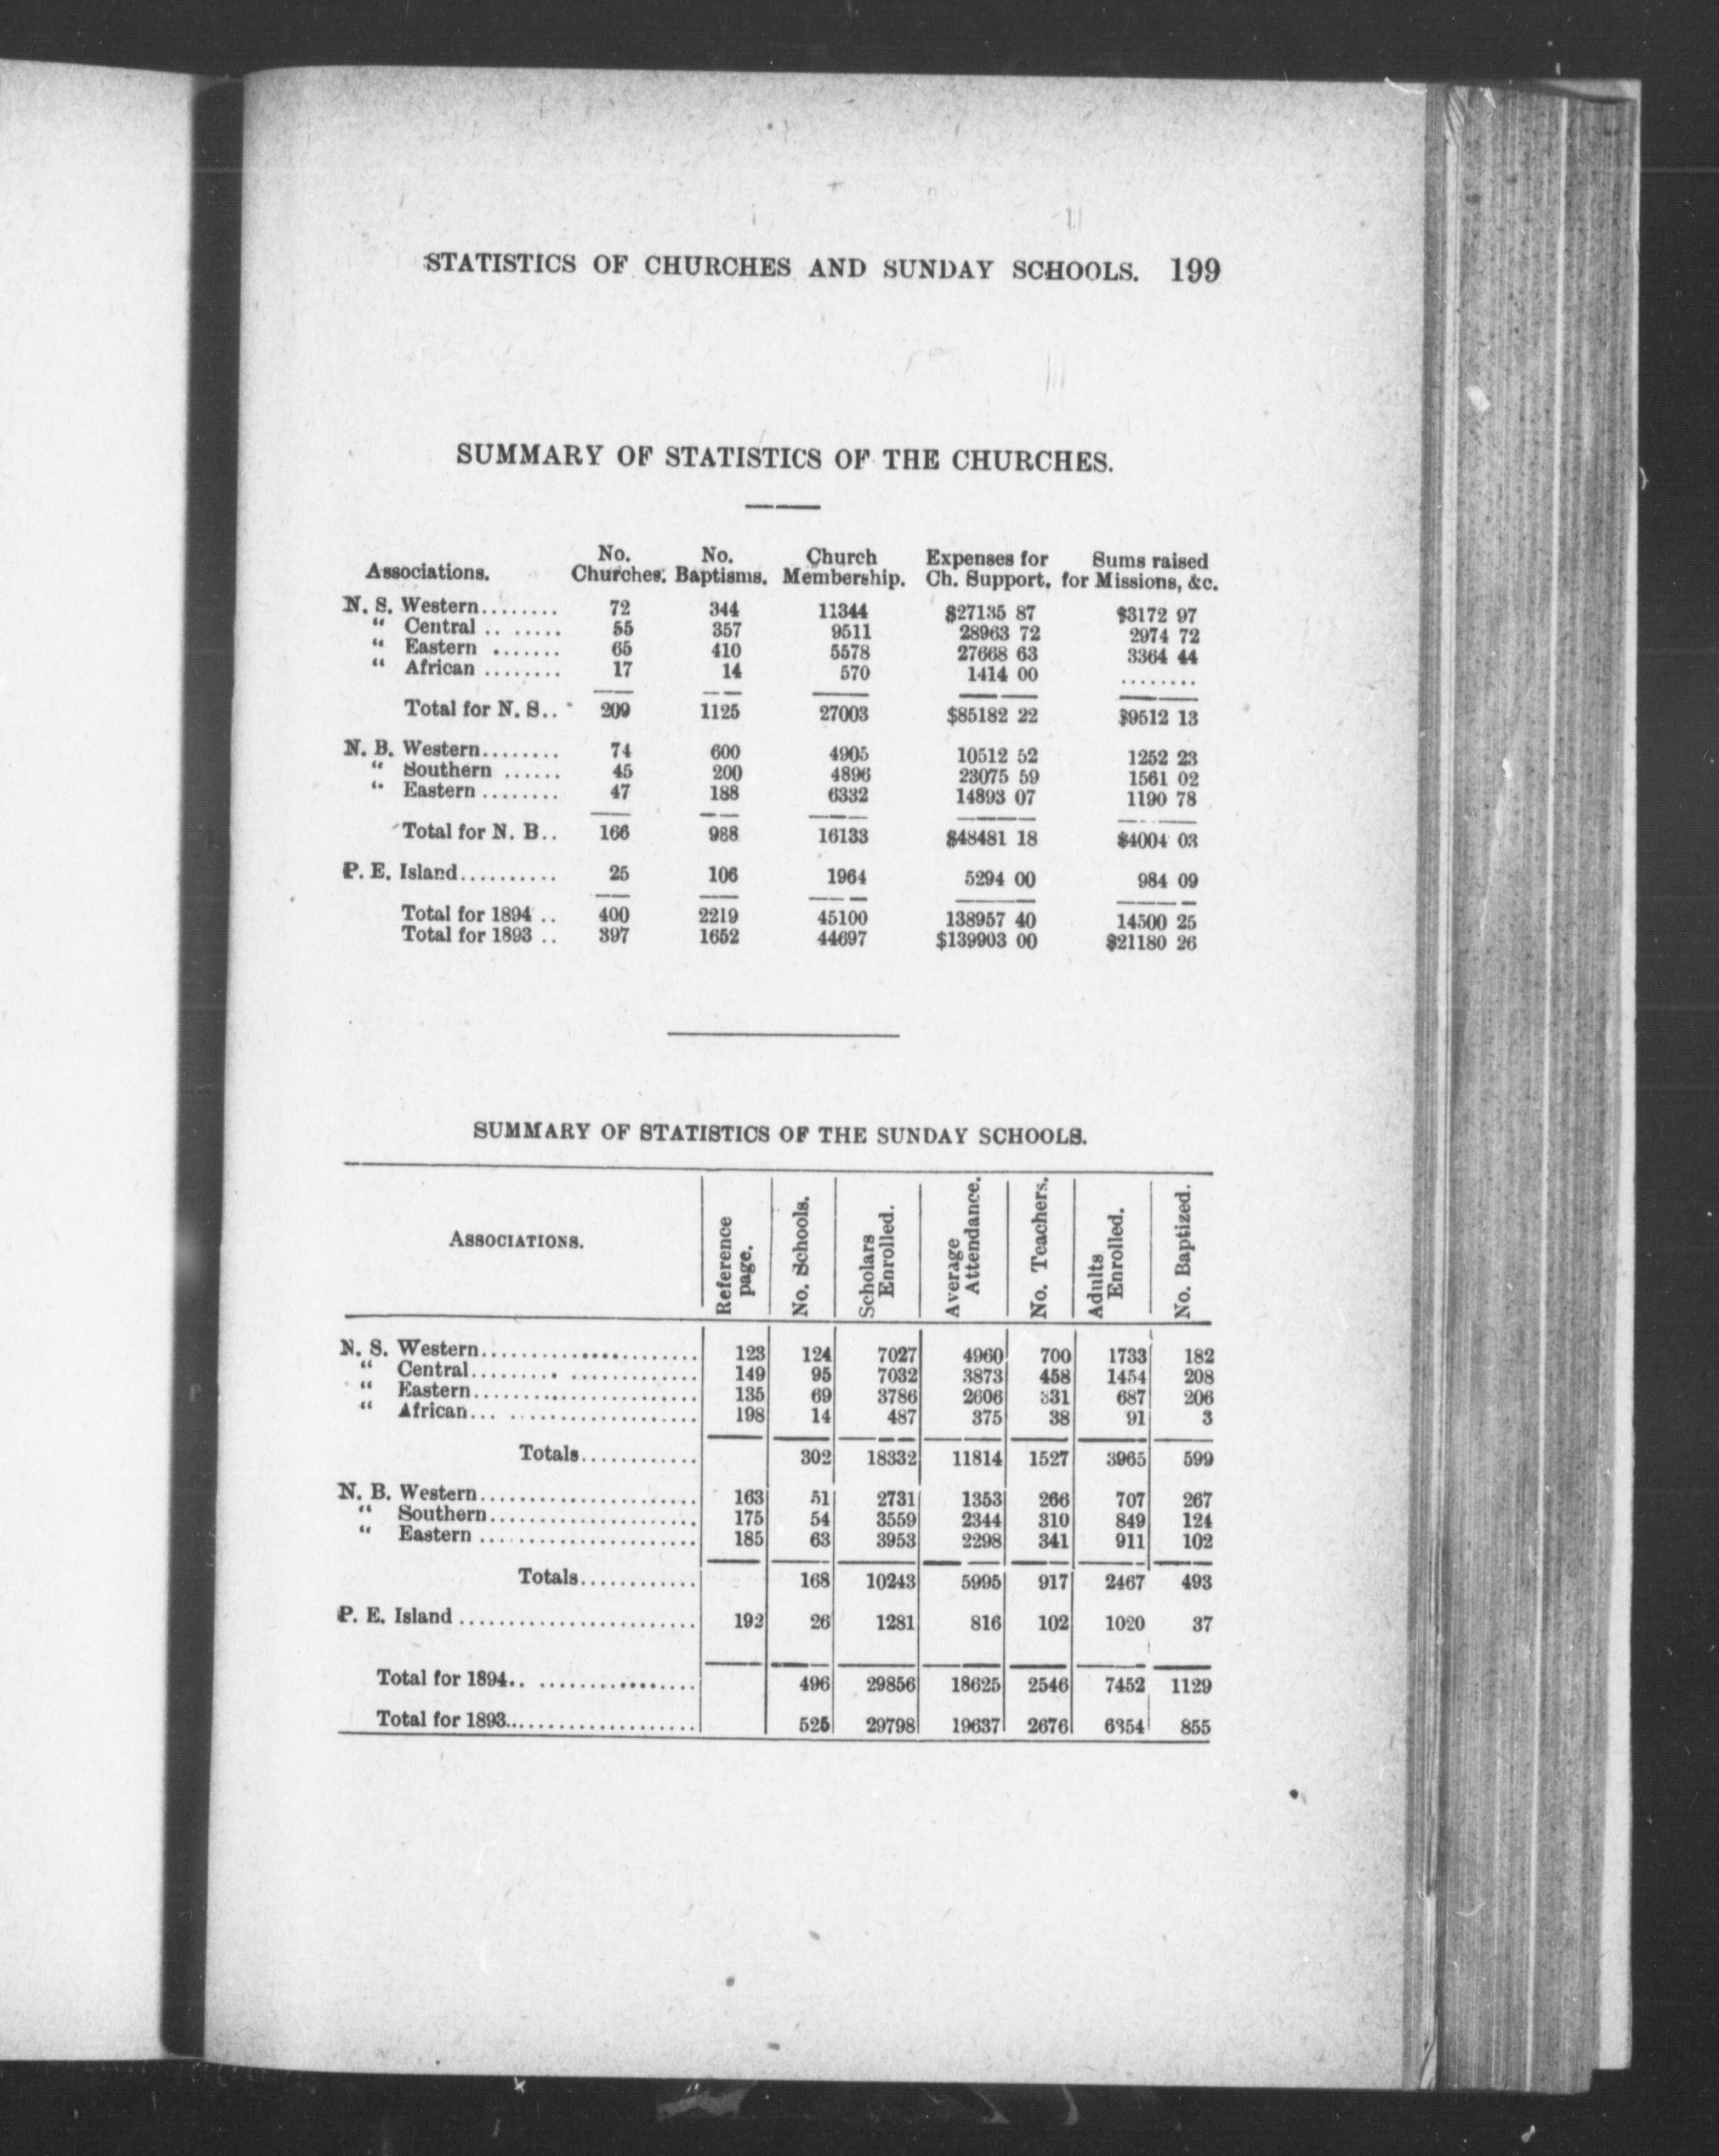 STATISTICS OF CHURCHES AND SUNDAY SCHOOLS. 199
SUMMARY OF STATISTICS OF THE CHURCHES.
Associations. No. Churches. No. Baptisms. Church Membership. Expenses for Ch. Support. Sums raised for Missions, &c.
N. S. Western........ 72 344 11344 $27135 87 $3172 97
“ Central .. ..... 55 357 9511 28963 72 2974 72
“ Eastern ....... 65 410 5578 27668 63 3364 44
“ African ........ 17 14 570 1414 00 ........
Total for N. S.. 209 1125 27003 $85182 22 $9512 13
N. B. Western........ 74 600 4905 10512 52 1252 23
“ Southern ...... 45 200 4896 23075 59 1561 02
“ Eastern ........ 47 188 6332 14893 07 1190 78
Total for N. B.. 166 988 16133 $48481 18 $4004 03
P. E. Island.......... 25 106 1964 5294 00 984 09
Total for 1894 .. 400 2219 45100 138957 40 14500 25
Total for 1893 .. 397 1652 44697 $139903 00 $21180 26
SUMMARY OF STATISTICS OF THE SUNDAY SCHOOLS.
ASSOCIATIONS. Reference page. No. Schools. Scholars Enrolled. Average Attendance. No. Teachers. Adults Enrolled. No. Baptized.
N. S. Western........................ 123 124 7027 4960 700 1733 182
“ Central......... . ............. 149 95 7032 3873 458 1454 208
“ Eastern......................... 135 69 3786 2606 331 687 206
“ African... .................... 198 14 487 375 38 91 3
Totals............ 302 18332 11814 1527 3965 599
N. B. Western........................ 163 51 2731 1353 266 707 267
“ Southern....................... 175 54 3559 2344 310 849 124
“ Eastern ........................ 185 63 3953 2298 341 911 102
Totals............ 168 10243 5995 917 2467 493
P. E. Island .......................... 192 26 1281 816 102 1020 37
Total for 1894.. ................. 496 29856 18625 2546 7452 1129
Total for 1893.................... 525 29798 19637 2676 6354 855